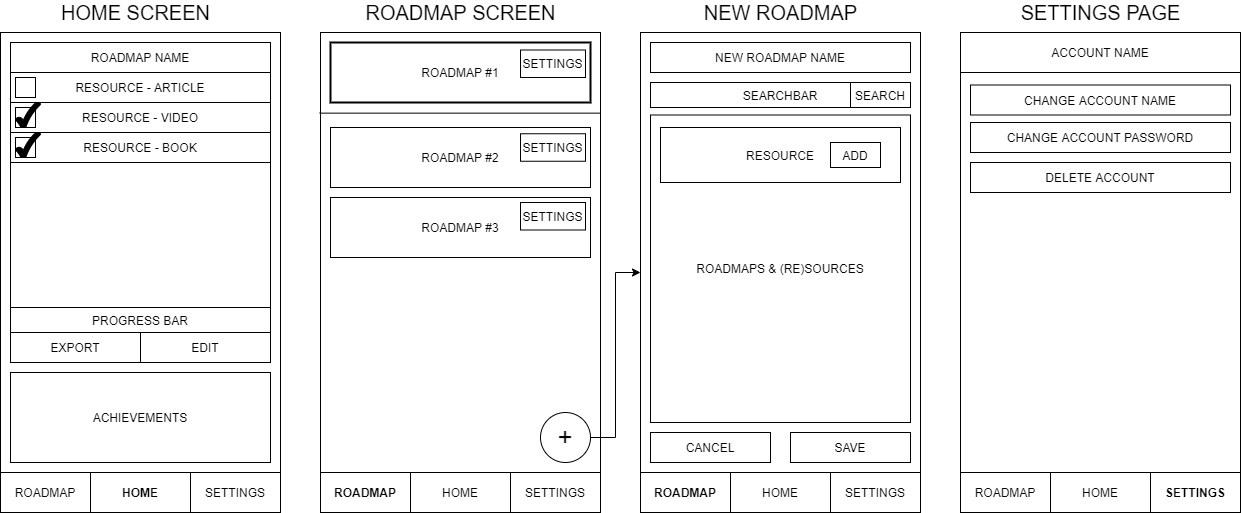 HOME SCREEN
ROADMAP NAME
RESOURCE - ARTICLE
RESOURCE - VIDEO
RESOURCE - BOOK
PROGRESS BAR
EXPORT
EDIT
ACHIEVEMENTS
ROADMAP
HOME
SETTINGS
ROADMAP SCREEN
ROADMAP #1
SETTINGS
ROADMAP #2
SETTINGS
ROADMAP #3
SETTINGS
+
ROADMAP
HOME
SETTINGS
NEW ROADMAP
NEW ROADMAP NAME
SEARCHBAR
SEARCH
RESOURCE
ADD
ROADMAPS & (RE)SOURCES
CANCEL
SAVE
ROADMAP
HOME
SETTINGS
SETTINGS PAGE
ACCOUNT NAME
CHANGE ACCOUNT NAME
CHANGE ACCOUNT PASSWORD
DELETE ACCOUNT
ROADMAP
HOME
SETTINGS